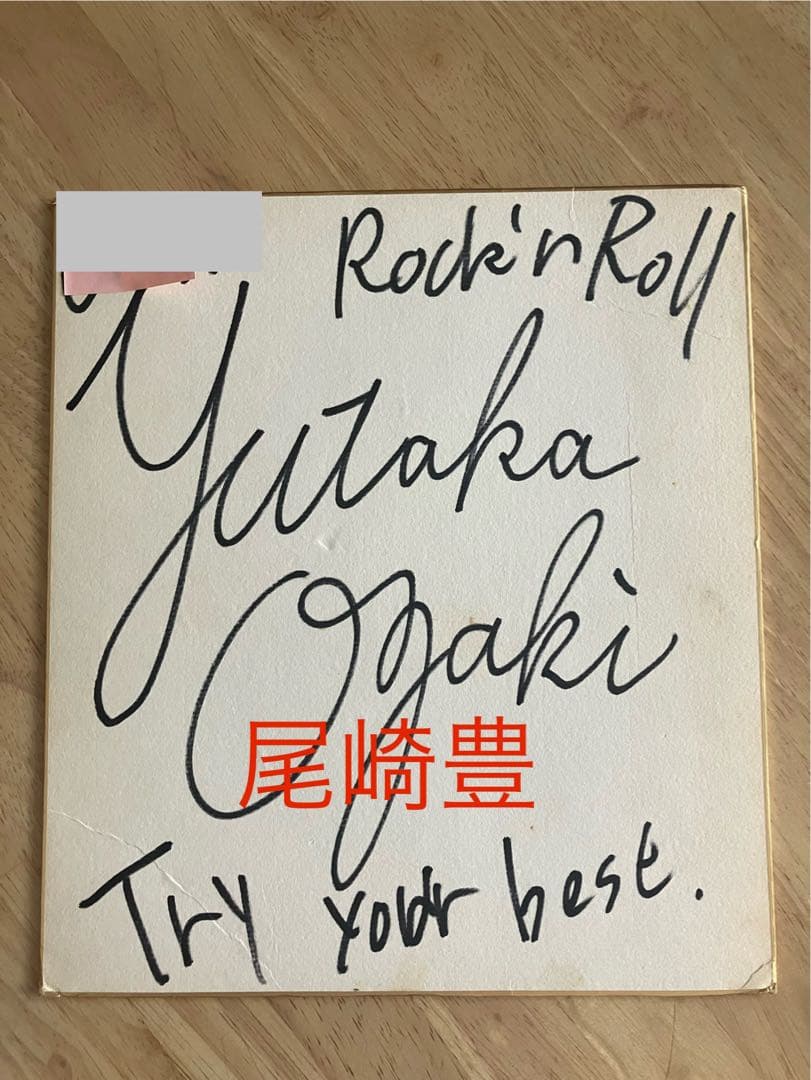 Rock'n Roll
Yutaka
Ozaki
尾崎豊
Try your best.